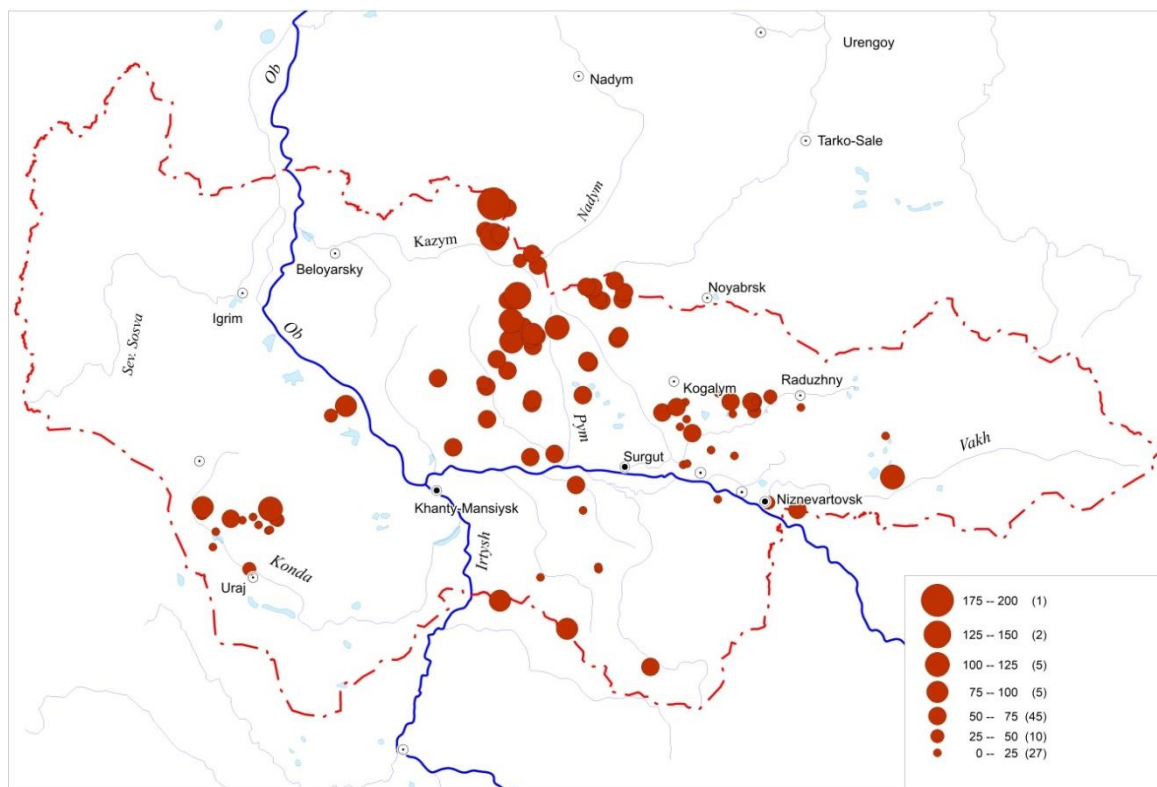 Urengoy
Ob
Nadym
Tarko-Sale
Nadym
Kazym
Beloyarsky
Noyabrsk
Igrim
Ob
Sev. Sosva
Raduzhny
Kogalym
Pym
Vakh
Surgut
Khanty-Mansiysk
Niznevartovsk
Irtysh
Konda
Uraj
175 -- 200 (1)
125 -- 150 (2)
100 -- 125 (5)
75 -- 100 (5)
50 -- 75 (45)
25 -- 50 (10)
0 -- 25 (27)